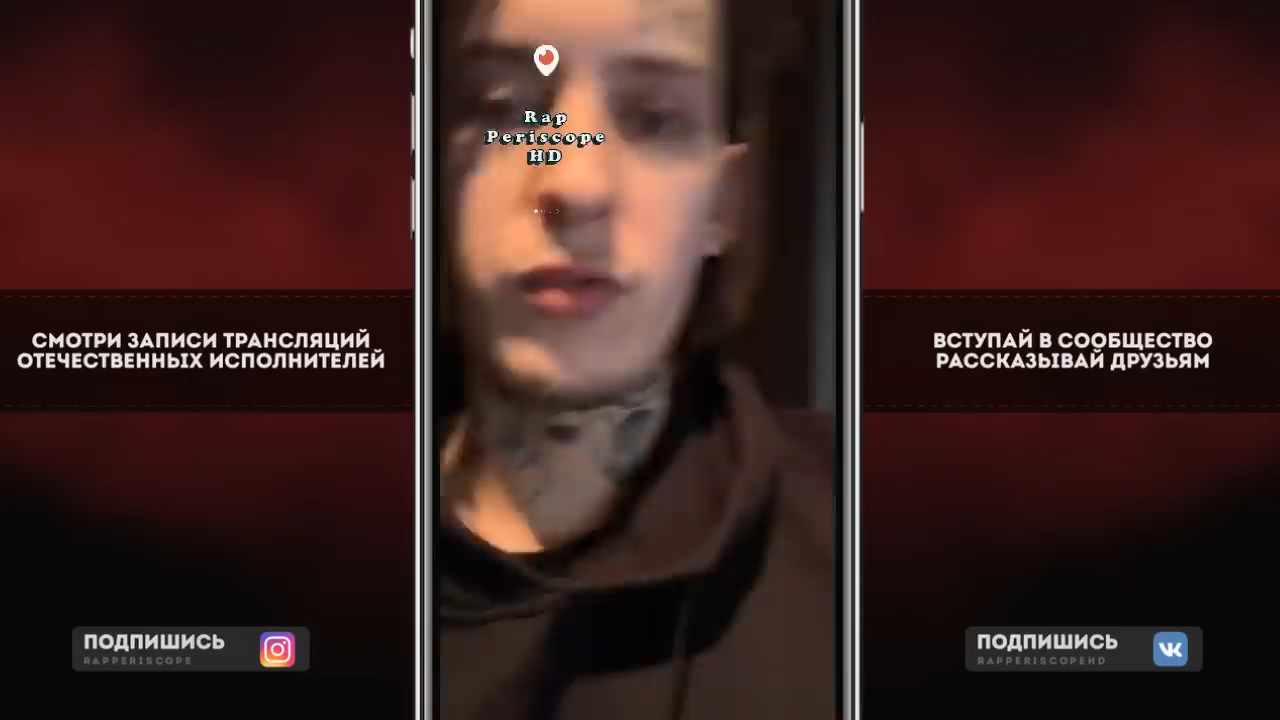 Rap
Periscope
HD
СМОТРИ ЗАПИСИ ТРАНСЛЯЦИЙ
ОТЕЧЕСТВЕННЫХ ИСПОЛНИТЕЛЕЙ
ВСТУПАЙ В СООБЩЕСТВО
РАССКАЗЫВАЙ ДРУЗЬЯМ
ПОДПИШИСЬ
RAPPERISCOPE
ПОДПИШИСЬ
RAPPERISCOPEHD